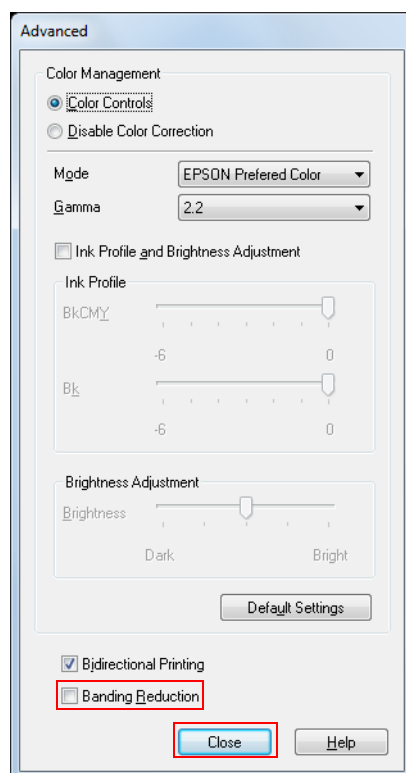 Advanced
Color Management
Color Controls
Disable Color Correction
Mode EPSON Prefered Color
Gamma 2.2
Ink Profile and Brightness Adjustment
Ink Profile
BkCMY
-6 0
Bk
-6 0
Brightness Adjustment
Brightness
Dark Bright
Default Settings
Bidirectional Printing
Banding Reduction
Close Help